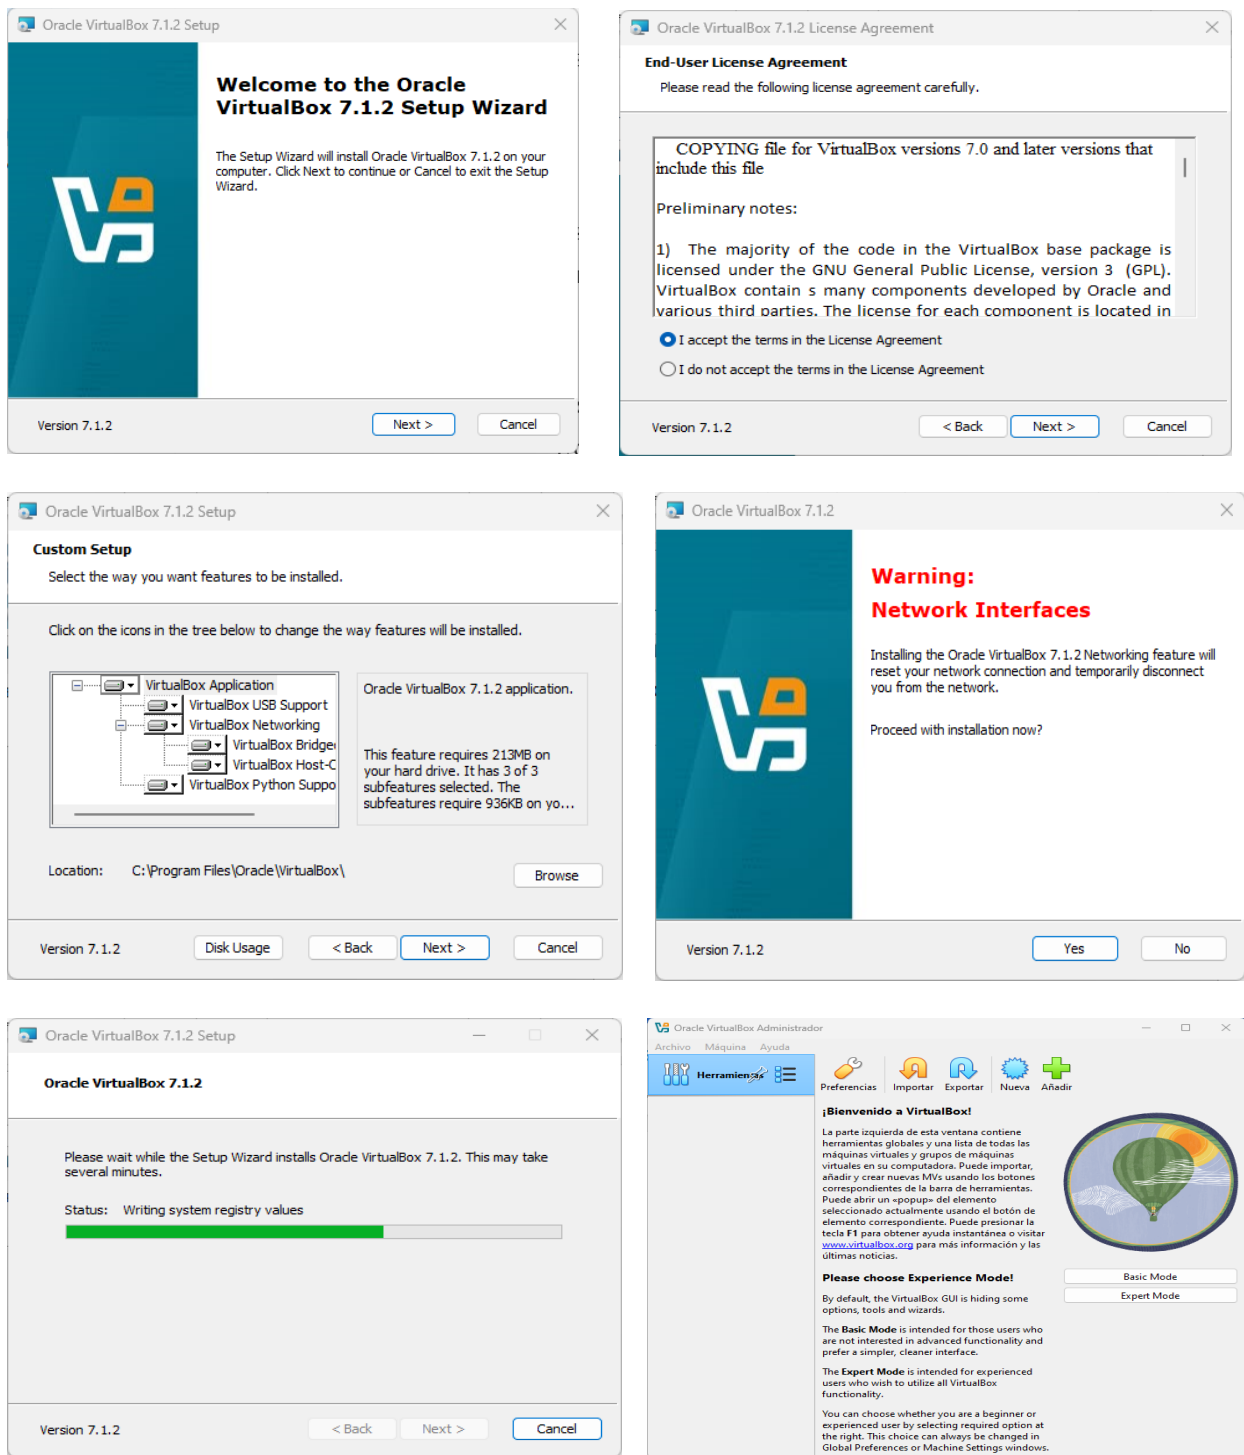 Oracle VirtualBox 7.1.2 Setup
Welcome to the Oracle
VirtualBox 7.1.2 Setup Wizard
The Setup Wizard will install Oracle VirtualBox 7.1.2 on your
computer. Click Next to continue or Cancel to exit the Setup
Wizard.
Version 7.1.2
Next >
Cancel
Oracle VirtualBox 7.1.2 License Agreement
End-User License Agreement
Please read the following license agreement carefully.
COPYING file for VirtualBox versions 7.0 and later versions that
include this file
Preliminary notes:
1) The majority of the code in the VirtualBox base package is
licensed under the GNU General Public License, version 3 (GPL).
VirtualBox contain s many components developed by Oracle and
various third parties. The license for each component is located in
I accept the terms in the License Agreement
I do not accept the terms in the License Agreement
Version 7.1.2
< Back
Next >
Cancel
Oracle VirtualBox 7.1.2 Setup
Custom Setup
Select the way you want features to be installed.
Click on the icons in the tree below to change the way features will be installed.
VirtualBox Application
VirtualBox USB Support
VirtualBox Networking
VirtualBox Bridge
VirtualBox Host-C
VirtualBox Python Suppo
Oracle VirtualBox 7.1.2 application.
This feature requires 213MB on
your hard drive. It has 3 of 3
subfeatures selected. The
subfeatures require 936KB on yo...
Location: C:\Program Files\Oracle\VirtualBox\
Browse
Version 7.1.2
Disk Usage
< Back
Next >
Cancel
Oracle VirtualBox 7.1.2
Warning:
Network Interfaces
Installing the Oracle VirtualBox 7.1.2 Networking feature will
reset your network connection and temporarily disconnect
you from the network.
Proceed with installation now?
Version 7.1.2
Yes
No
Oracle VirtualBox 7.1.2 Setup
Oracle VirtualBox 7.1.2
Please wait while the Setup Wizard installs Oracle VirtualBox 7.1.2. This may take
several minutes.
Status: Writing system registry values
Version 7.1.2
< Back
Next >
Cancel
Oracle VirtualBox Administrador
Archivo Máquina Ayuda
Herramientas
Preferencias
Importar
Exportar
Nueva
Añadir
¡Bienvenido a VirtualBox!
La parte izquierda de esta ventana contiene
herramientas globales y una lista de todas las
máquinas virtuales y grupos de máquinas
virtuales en su computadora. Puede importar,
añadir y crear nuevas MVs usando los botones
correspondientes de la barra de herramientas.
Puede abrir un «popup» del elemento
seleccionado actualmente usando el botón de
elemento correspondiente. Puede presionar la
tecla F1 para obtener ayuda instantánea o visitar
www.virtualbox.org para más información y las
últimas noticias.
Please choose Experience Mode!
By default, the VirtualBox GUI is hiding some
options, tools and wizards.
The Basic Mode is intended for those users who
are not interested in advanced functionality and
prefer a simpler, cleaner interface.
The Expert Mode is intended for experienced
users who wish to utilize all VirtualBox
functionality.
You can choose whether you are a beginner or
experienced user by selecting required option at
the right. This choice can always be changed in
Global Preferences or Machine Settings windows.
Basic Mode
Expert Mode